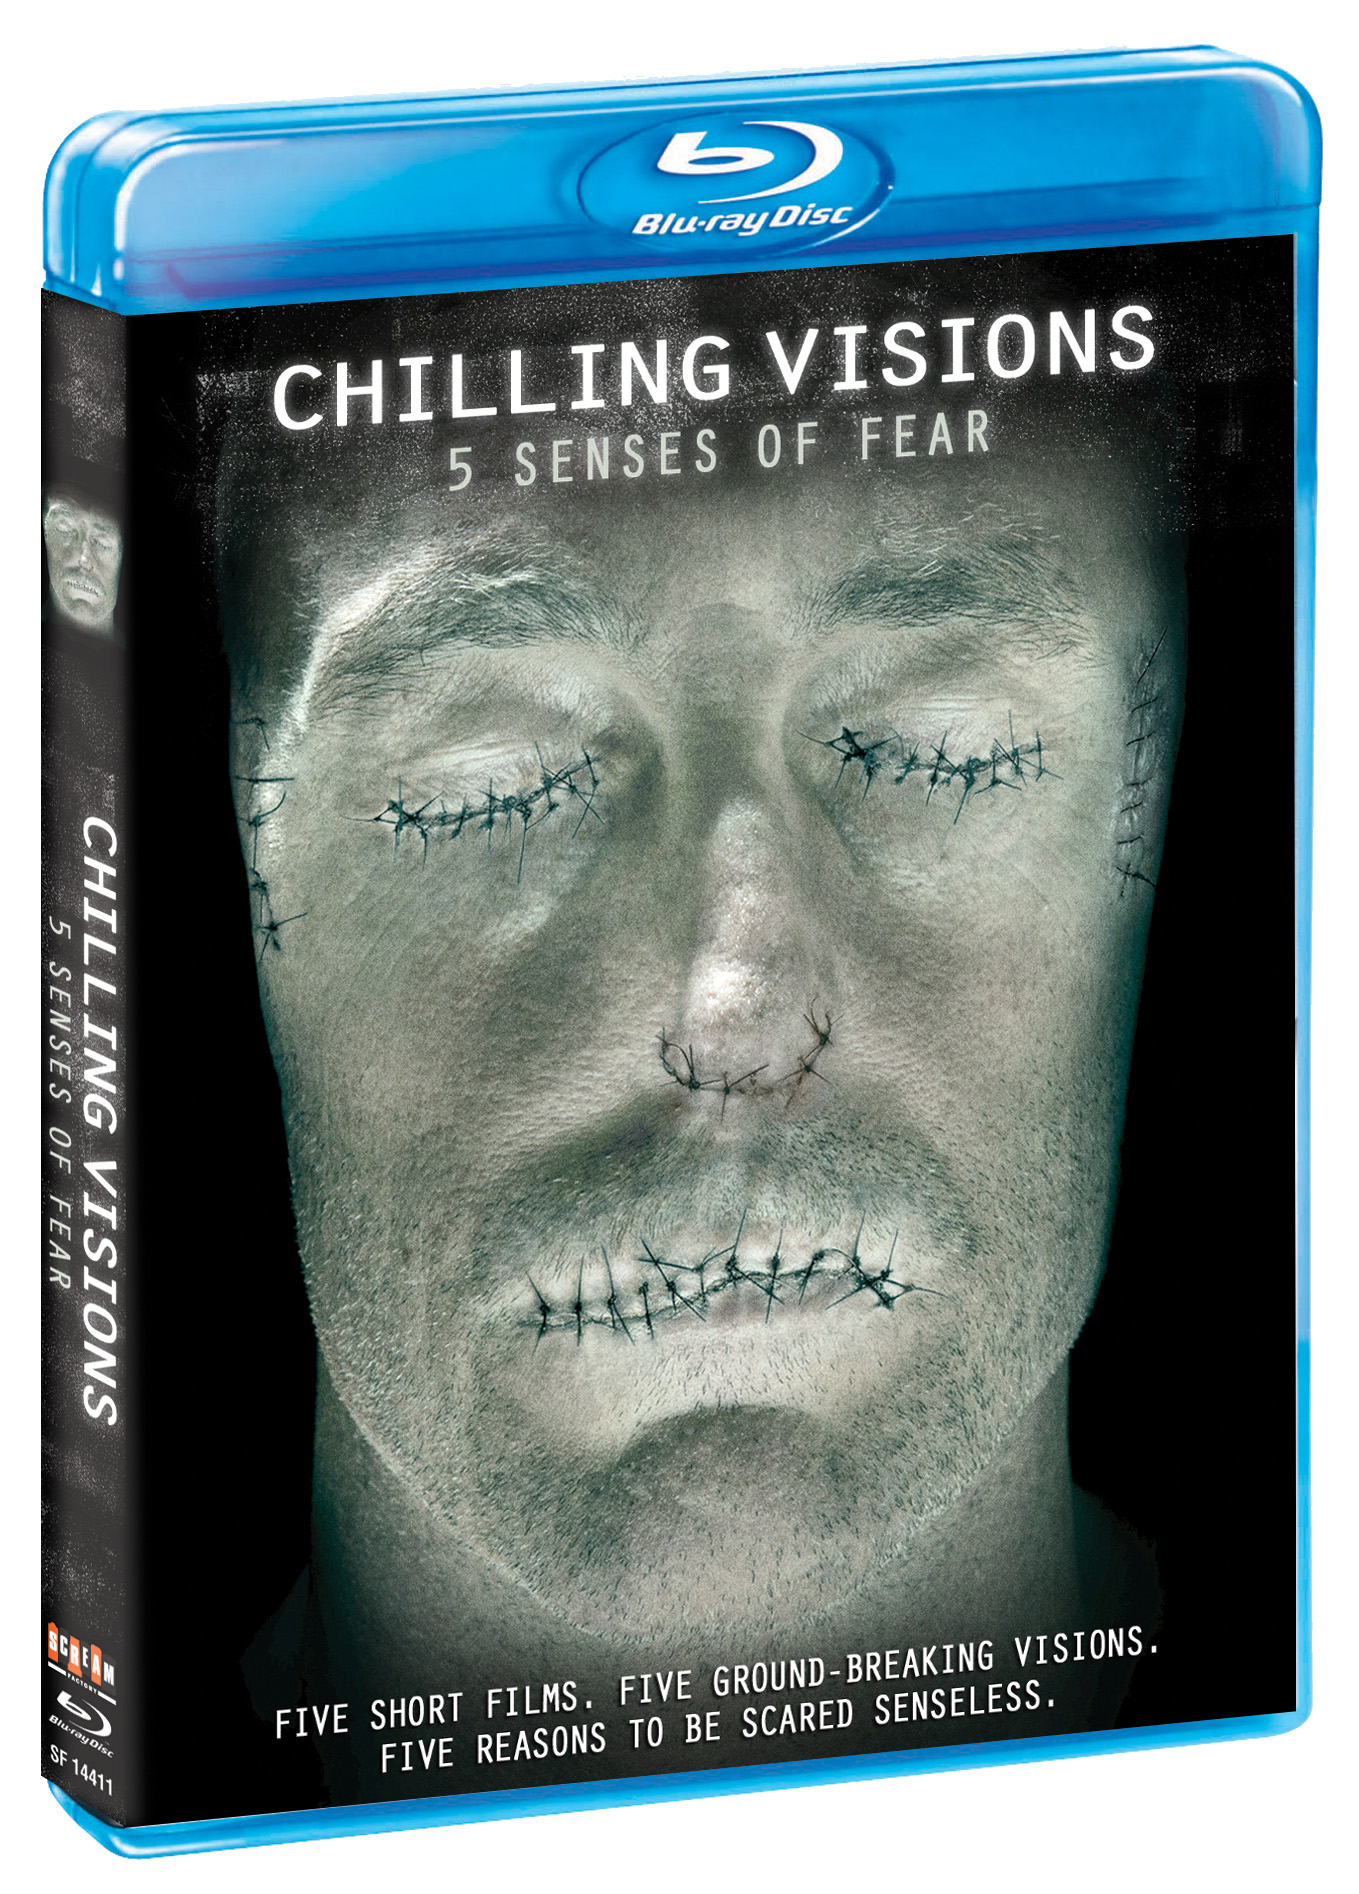 Blu-ray Disc
CHILLING VISIONS
5 SENSES OF FEAR
FIVE SHORT FILMS. FIVE GROUND-BREAKING VISIONS.
FIVE REASONS TO BE SCARED SENSELESS.
CHILLING VISIONS
5 SENSES OF FEAR
SCREAM
FACTORY
Blu-ray Disc
SF 14411